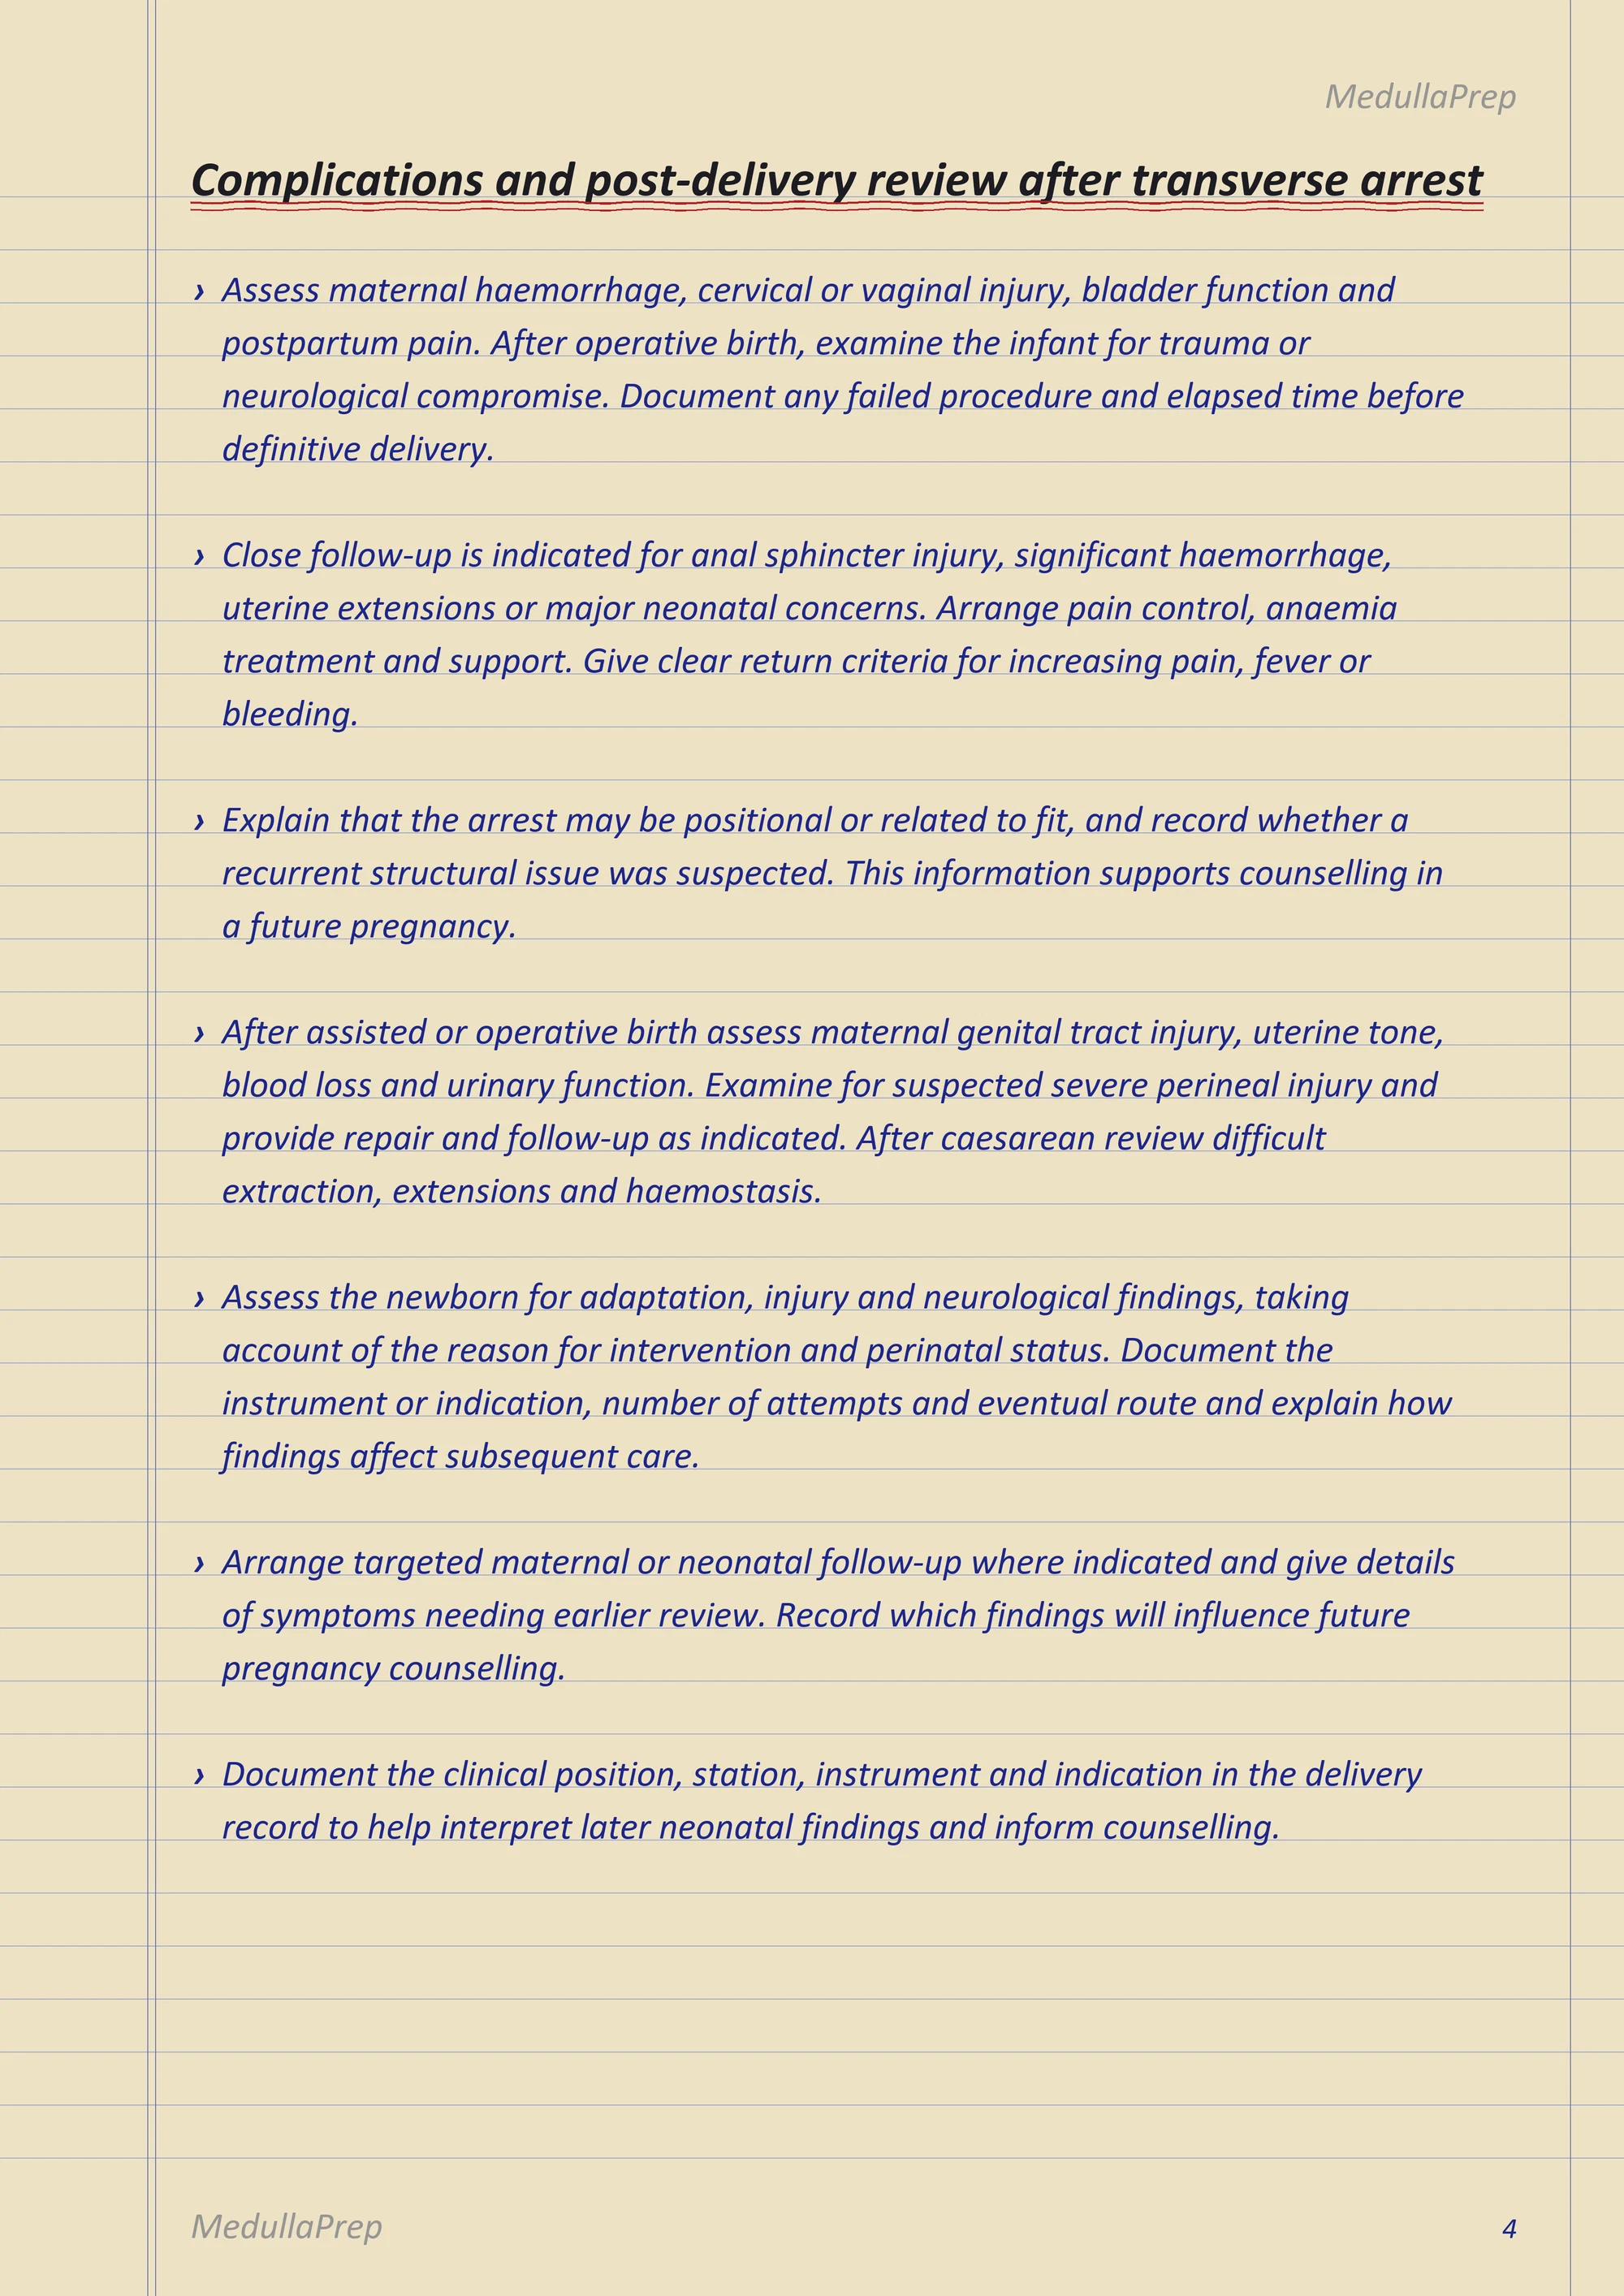 MedullaPrep
Complications and post-delivery review after transverse arrest
› Assess maternal haemorrhage, cervical or vaginal injury, bladder function and
postpartum pain. After operative birth, examine the infant for trauma or
neurological compromise. Document any failed procedure and elapsed time before
definitive delivery.
› Close follow-up is indicated for anal sphincter injury, significant haemorrhage,
uterine extensions or major neonatal concerns. Arrange pain control, anaemia
treatment and support. Give clear return criteria for increasing pain, fever or
bleeding.
› Explain that the arrest may be positional or related to fit, and record whether a
recurrent structural issue was suspected. This information supports counselling in
a future pregnancy.
› After assisted or operative birth assess maternal genital tract injury, uterine tone,
blood loss and urinary function. Examine for suspected severe perineal injury and
provide repair and follow-up as indicated. After caesarean review difficult
extraction, extensions and haemostasis.
› Assess the newborn for adaptation, injury and neurological findings, taking
account of the reason for intervention and perinatal status. Document the
instrument or indication, number of attempts and eventual route and explain how
findings affect subsequent care.
› Arrange targeted maternal or neonatal follow-up where indicated and give details
of symptoms needing earlier review. Record which findings will influence future
pregnancy counselling.
› Document the clinical position, station, instrument and indication in the delivery
record to help interpret later neonatal findings and inform counselling.
MedullaPrep
4